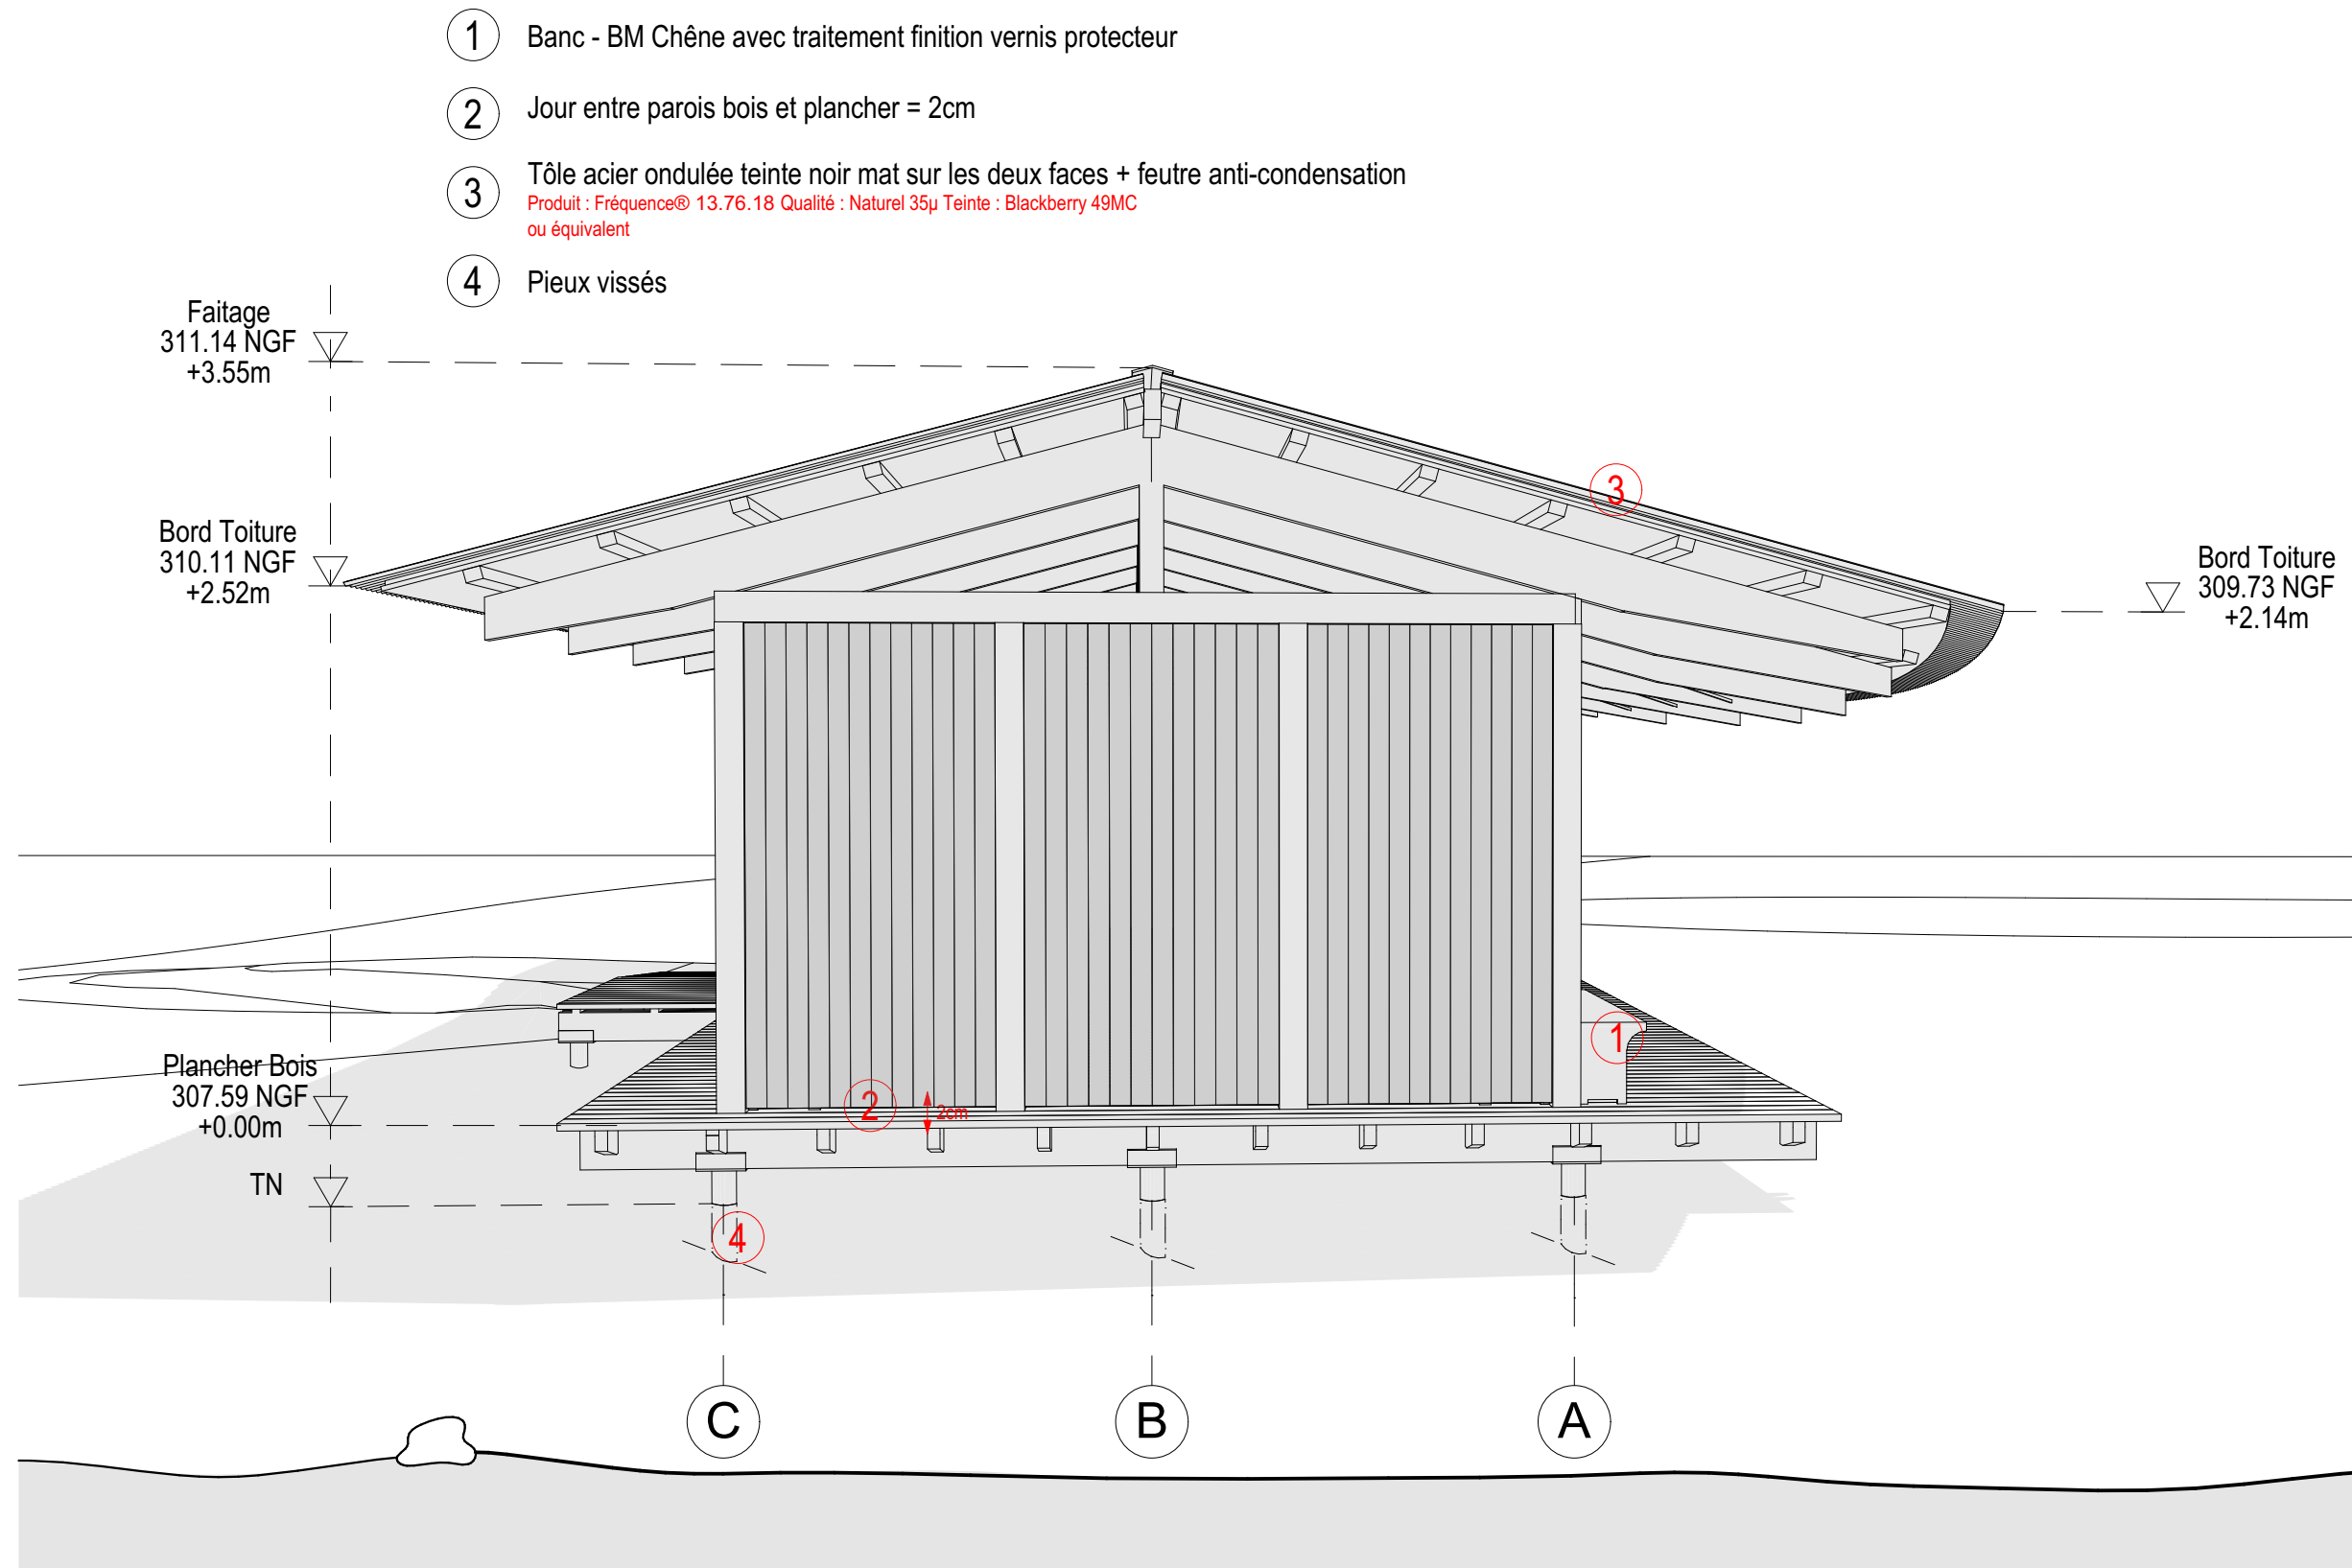 1 Banc - BM Chêne avec traitement finition vernis protecteur
2 Jour entre parois bois et plancher = 2cm
3 Tôle acier ondulée teinte noir mat sur les deux faces + feutre anti-condensation
Produit : Fréquence® 13.76.18 Qualité : Naturel 35µ Teinte : Blackberry 49MC
ou équivalent
4 Pieux vissés
Faitage
311.14 NGF
+3.55m
3
Bord Toiture
310.11 NGF
+2.52m
Bord Toiture
309.73 NGF
+2.14m
1
Plancher Bois
307.59 NGF
+0.00m
2
2cm
TN
4
C
B
A